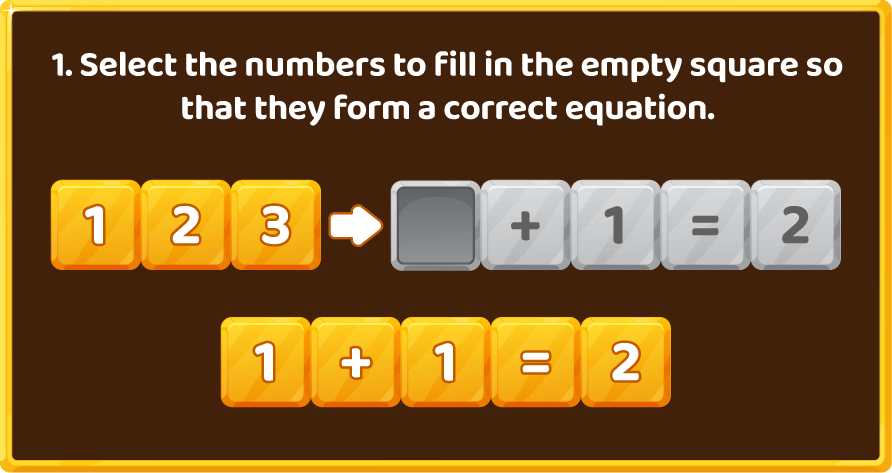 1. Select the numbers to fill in the empty square so
that they form a correct equation.
1 2 3 + 1 = 2
1 + 1 = 2